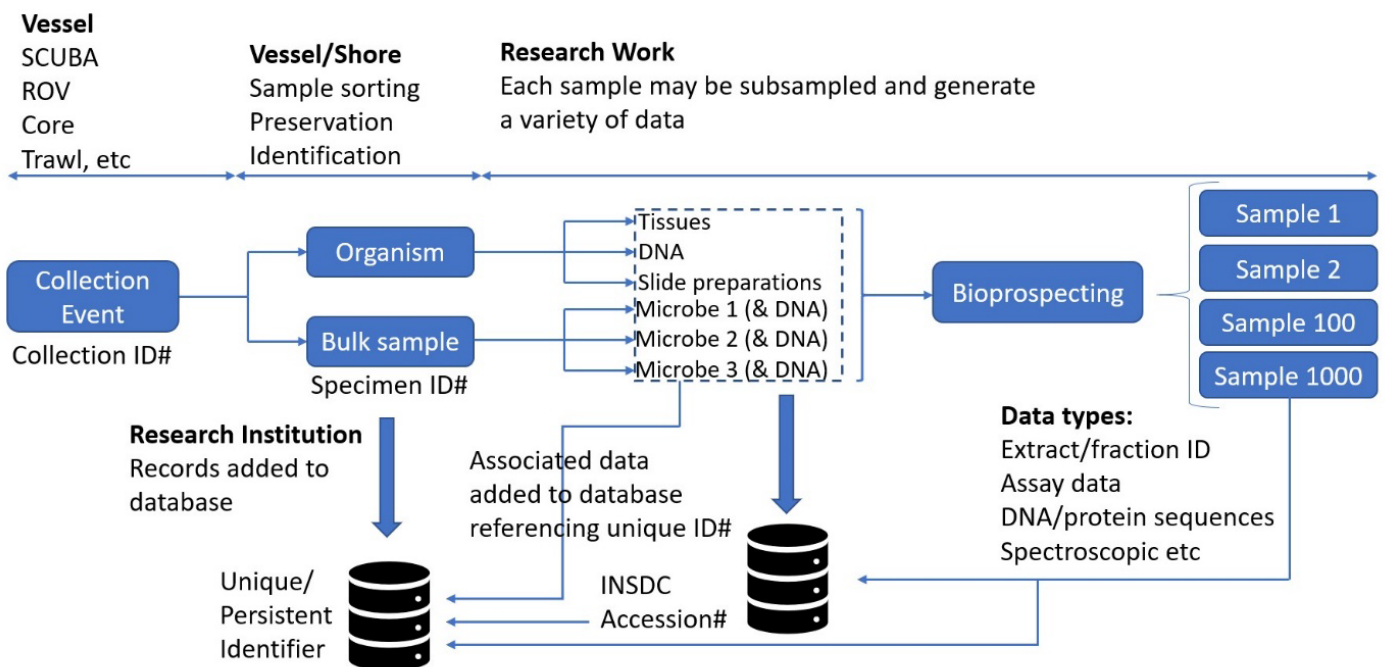 Vessel
SCUBA
ROV
Core
Trawl, etc
Vessel/Shore
Sample sorting
Preservation
Identification
Research Work
Each sample may be subsampled and generate
a variety of data
Collection
Event
Collection ID#
Organism
Bulk sample
Specimen ID#
Tissues
DNA
Slide preparations
Microbe 1 (& DNA)
Microbe 2 (& DNA)
Microbe 3 (& DNA)
Bioprospecting
Sample 1
Sample 2
Sample 100
Sample 1000
Research Institution
Records added to
database
Associated data
added to database
referencing unique ID#
Data types:
Extract/fraction ID
Assay data
DNA/protein sequences
Spectroscopic etc
Unique/
Persistent
Identifier
INSDC
Accession#